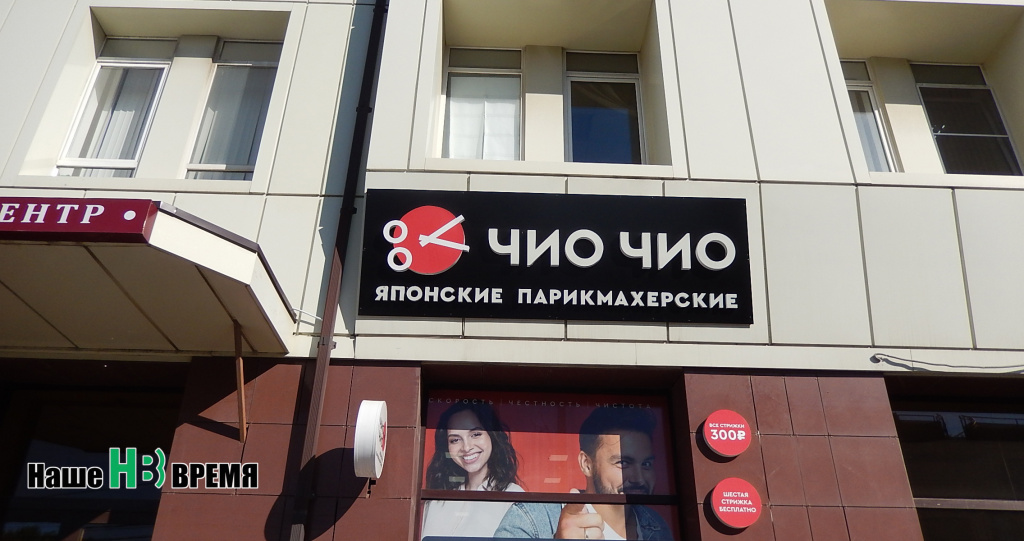 ЕНТР •
ЧИО ЧИО
ЯПОНСКИЕ ПАРИКМАХЕРСКИЕ
СКОРОСТЬ | ЧЕСТНОСТЬ | ЧИСТОТА
ВСЕ СТРИЖКИ
300₽
ШЕСТАЯ
СТРИЖКА
БЕСПЛАТНО
Наше НВ ВРЕМЯ